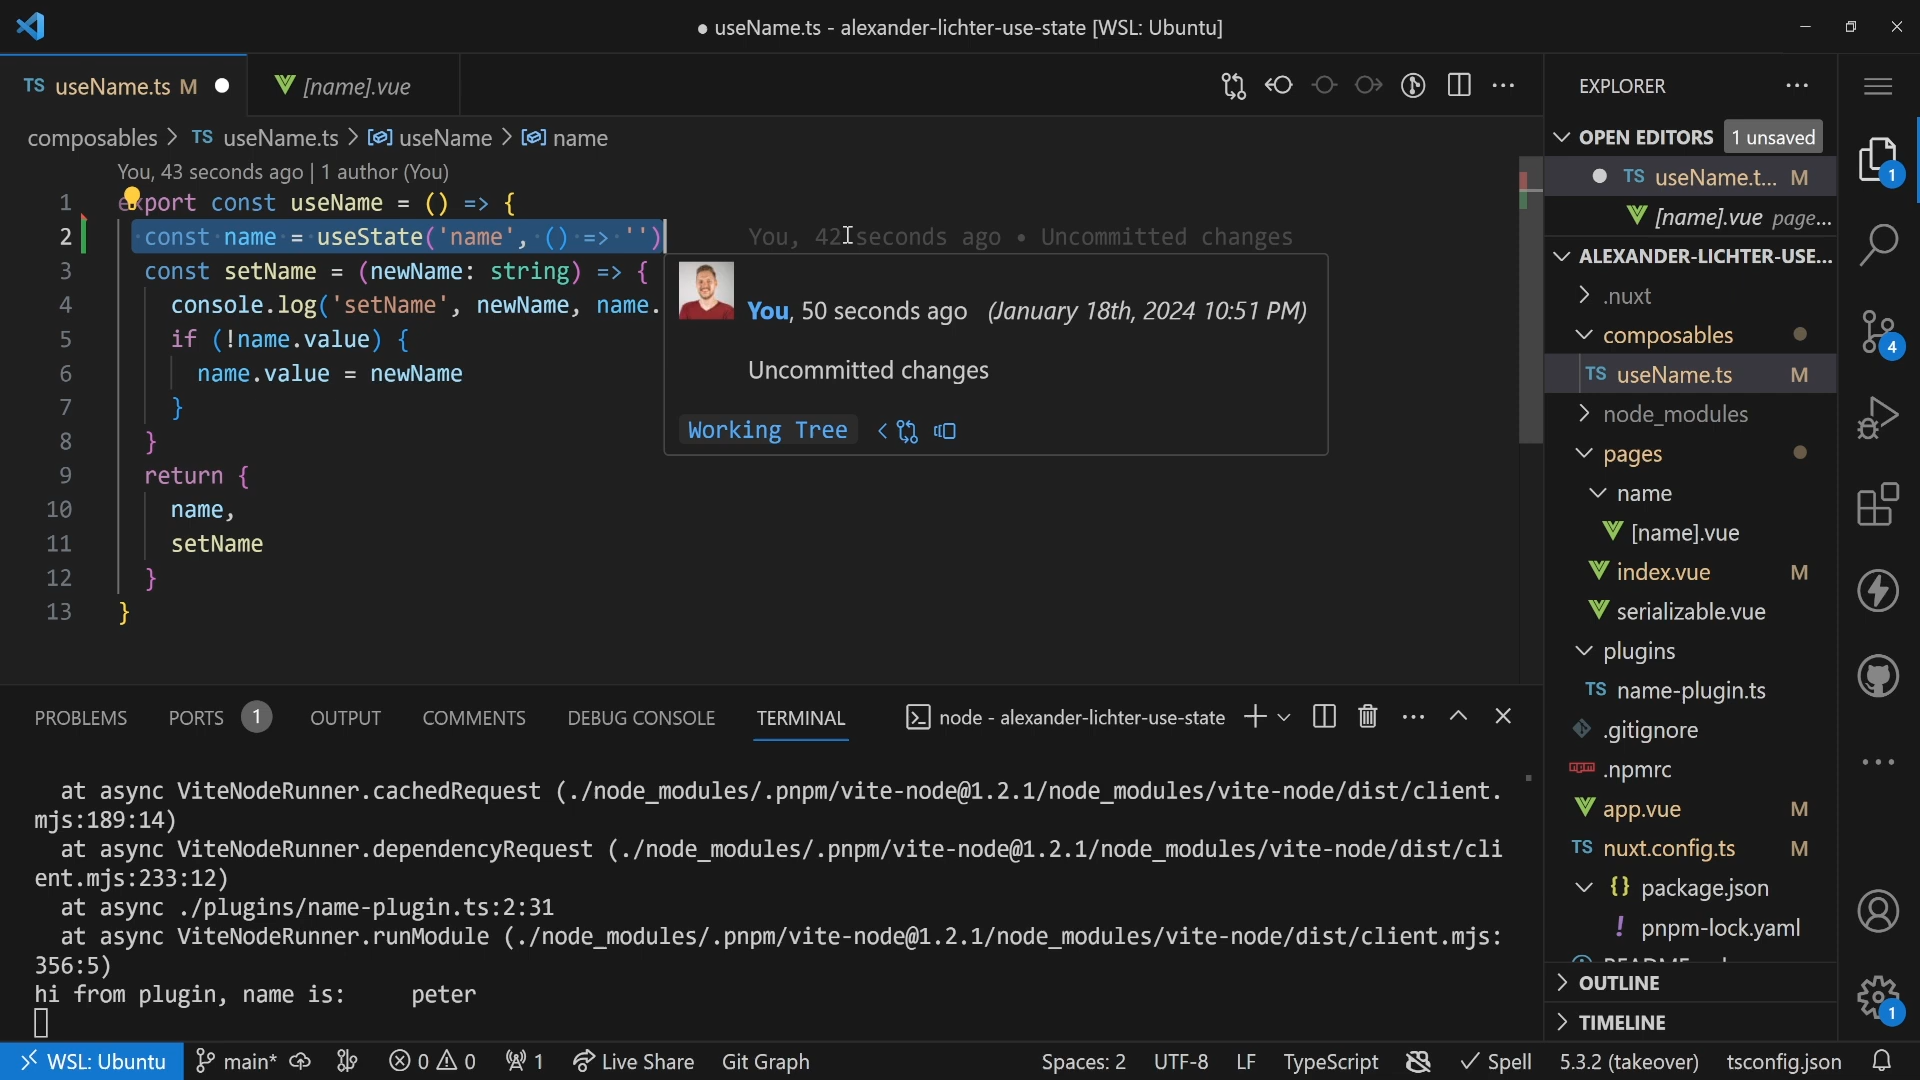 ● useName.ts - alexander-lichter-use-state [WSL: Ubuntu]
TS useName.ts M
[name].vue
composables > TS useName.ts > useName > name
You, 43 seconds ago | 1 author (You)
1 export const useName = () => {
2 const name = useState('name', () => '') You, 42 seconds ago • Uncommitted changes
3 const setName = (newName: string) => {
4 console.log('setName', newName, name.
5 if (!name.value) {
6 name.value = newName
7 }
8 }
9 return {
10 name,
11 setName
12 }
13 }
You, 50 seconds ago (January 18th, 2024 10:51 PM)
Uncommitted changes
Working Tree
EXPLORER
OPEN EDITORS 1 unsaved
TS useName.t... M
[name].vue page...
ALEXANDER-LICHTER-USE...
.nuxt
composables
TS useName.ts M
node_modules
pages
name
[name].vue
index.vue M
serializable.vue
plugins
TS name-plugin.ts
.gitignore
npm .npmrc
app.vue M
TS nuxt.config.ts M
{} package.json
! pnpm-lock.yaml
OUTLINE
TIMELINE
1
4
1
PROBLEMS PORTS 1 OUTPUT COMMENTS DEBUG CONSOLE TERMINAL node - alexander-lichter-use-state
at async ViteNodeRunner.cachedRequest (./node_modules/.pnpm/vite-node@1.2.1/node_modules/vite-node/dist/client.
mjs:189:14)
at async ViteNodeRunner.dependencyRequest (./node_modules/.pnpm/vite-node@1.2.1/node_modules/vite-node/dist/cli
ent.mjs:233:12)
at async ./plugins/name-plugin.ts:2:31
at async ViteNodeRunner.runModule (./node_modules/.pnpm/vite-node@1.2.1/node_modules/vite-node/dist/client.mjs:
356:5)
hi from plugin, name is: peter
WSL: Ubuntu main* 0 0 1 Live Share Git Graph Spaces: 2 UTF-8 LF TypeScript Spell 5.3.2 (takeover) tsconfig.json